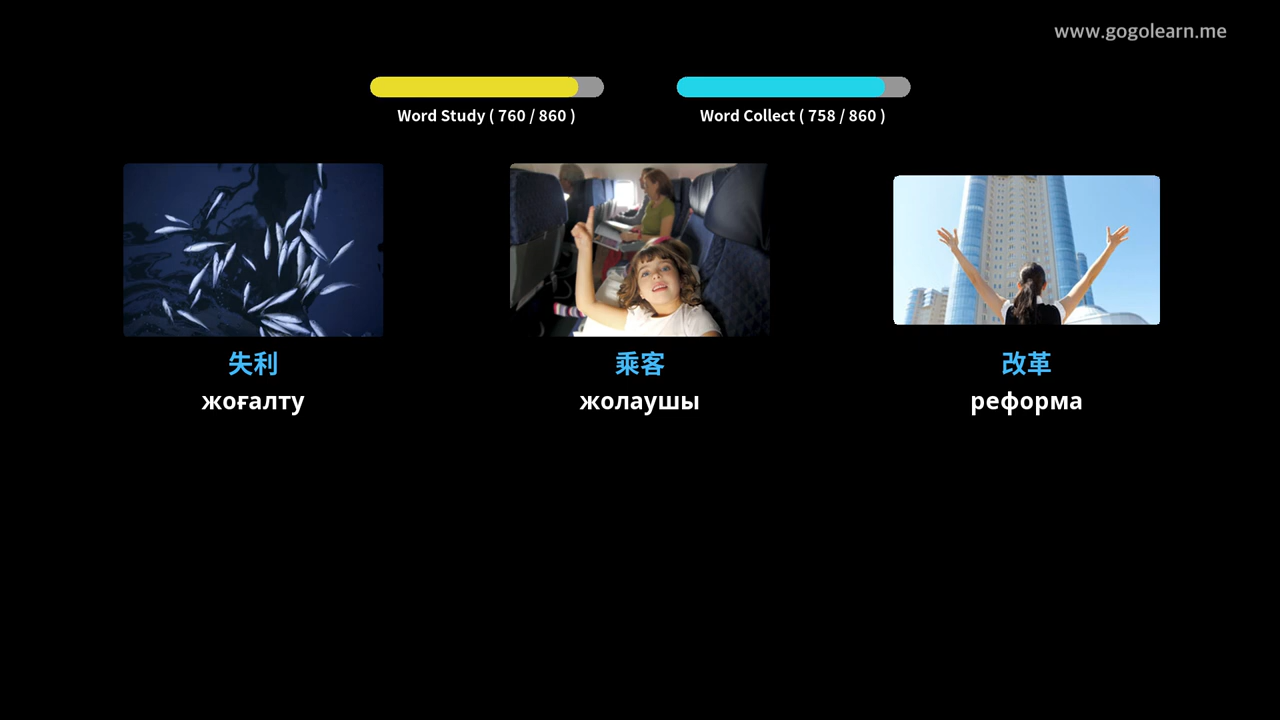 www.gogolearn.me
Word Study ( 760 / 860 )
Word Collect ( 758 / 860 )
失利
жоғалту
乘客
жолаушы
改革
реформа